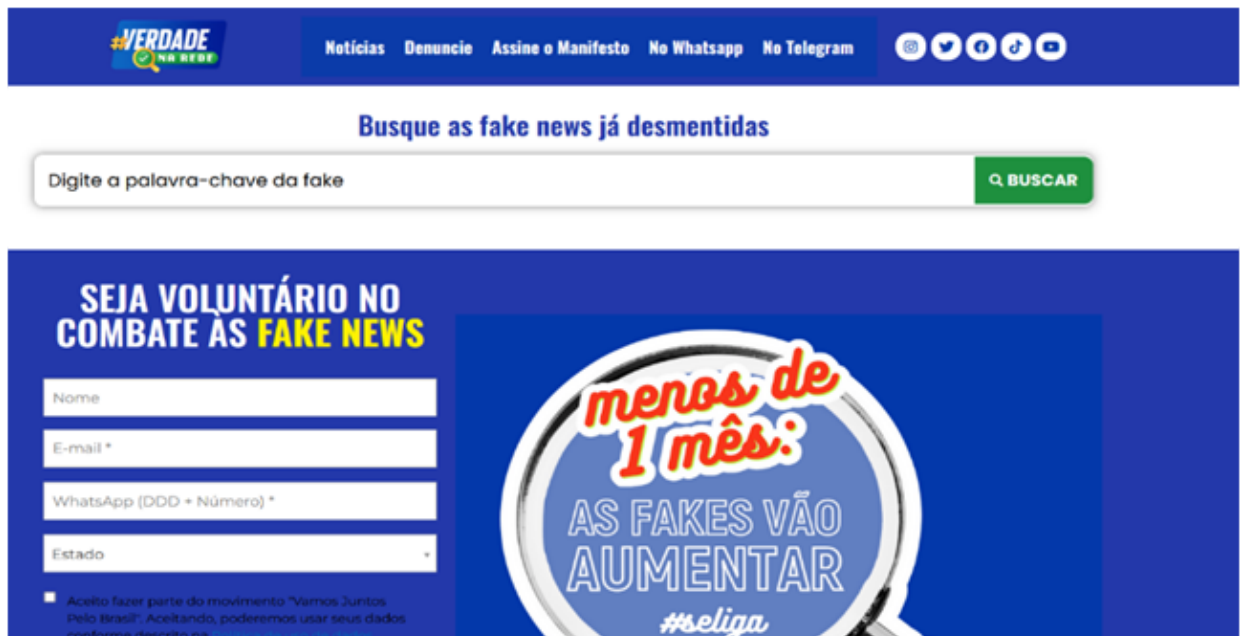 #VERDADE
NA REDE
Notícias Denuncie Assine o Manifesto No Whatsapp No Telegram
Busque as fake news já desmentidas
Digite a palavra-chave da fake
BUSCAR
SEJA VOLUNTÁRIO NO
COMBATE ÀS FAKE NEWS
Nome
E-mail *
WhatsApp (DDD + Número) *
Estado
Aceito fazer parte do movimento "Vamos Juntos
Pelo Brasil". Aceitando, poderemos usar seus dados
conforme descrito na
menos de
1 mês:
AS FAKES VÃO
AUMENTAR
#seliga